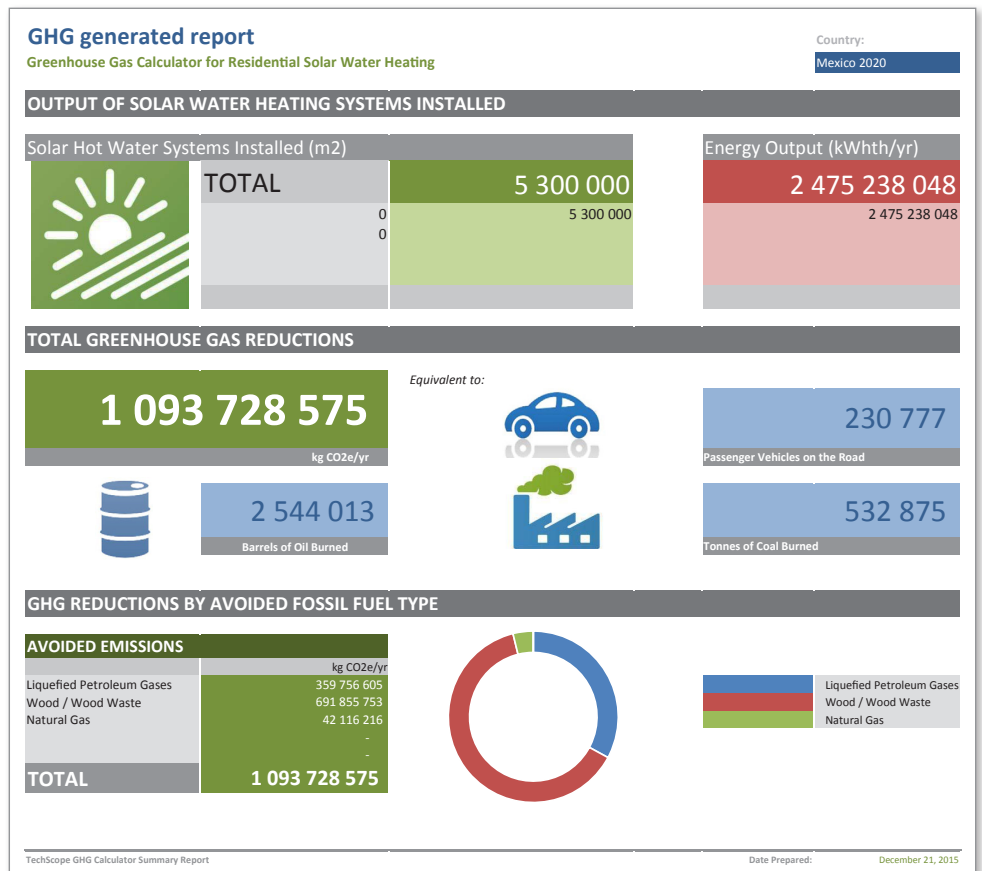 GHG generated report
Greenhouse Gas Calculator for Residential Solar Water Heating
Country:
Mexico 2020
OUTPUT OF SOLAR WATER HEATING SYSTEMS INSTALLED
Solar Hot Water Systems Installed (m2)
Energy Output (kWhth/yr)
TOTAL 5 300 000 2 475 238 048
0 5 300 000 2 475 238 048
0
TOTAL GREENHOUSE GAS REDUCTIONS
Equivalent to:
1 093 728 575
kg CO2e/yr
230 777
Passenger Vehicles on the Road
2 544 013
Barrels of Oil Burned
532 875
Tonnes of Coal Burned
GHG REDUCTIONS BY AVOIDED FOSSIL FUEL TYPE
AVOIDED EMISSIONS
kg CO2e/yr
Liquefied Petroleum Gases 359 756 605
Wood / Wood Waste 691 855 753
Natural Gas 42 116 216
-
-
TOTAL 1 093 728 575
Liquefied Petroleum Gases
Wood / Wood Waste
Natural Gas
TechScope GHG Calculator Summary Report
Date Prepared: December 21, 2015